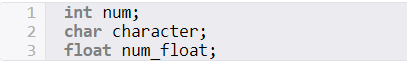 1 int num;
2 char character;
3 float num_float;